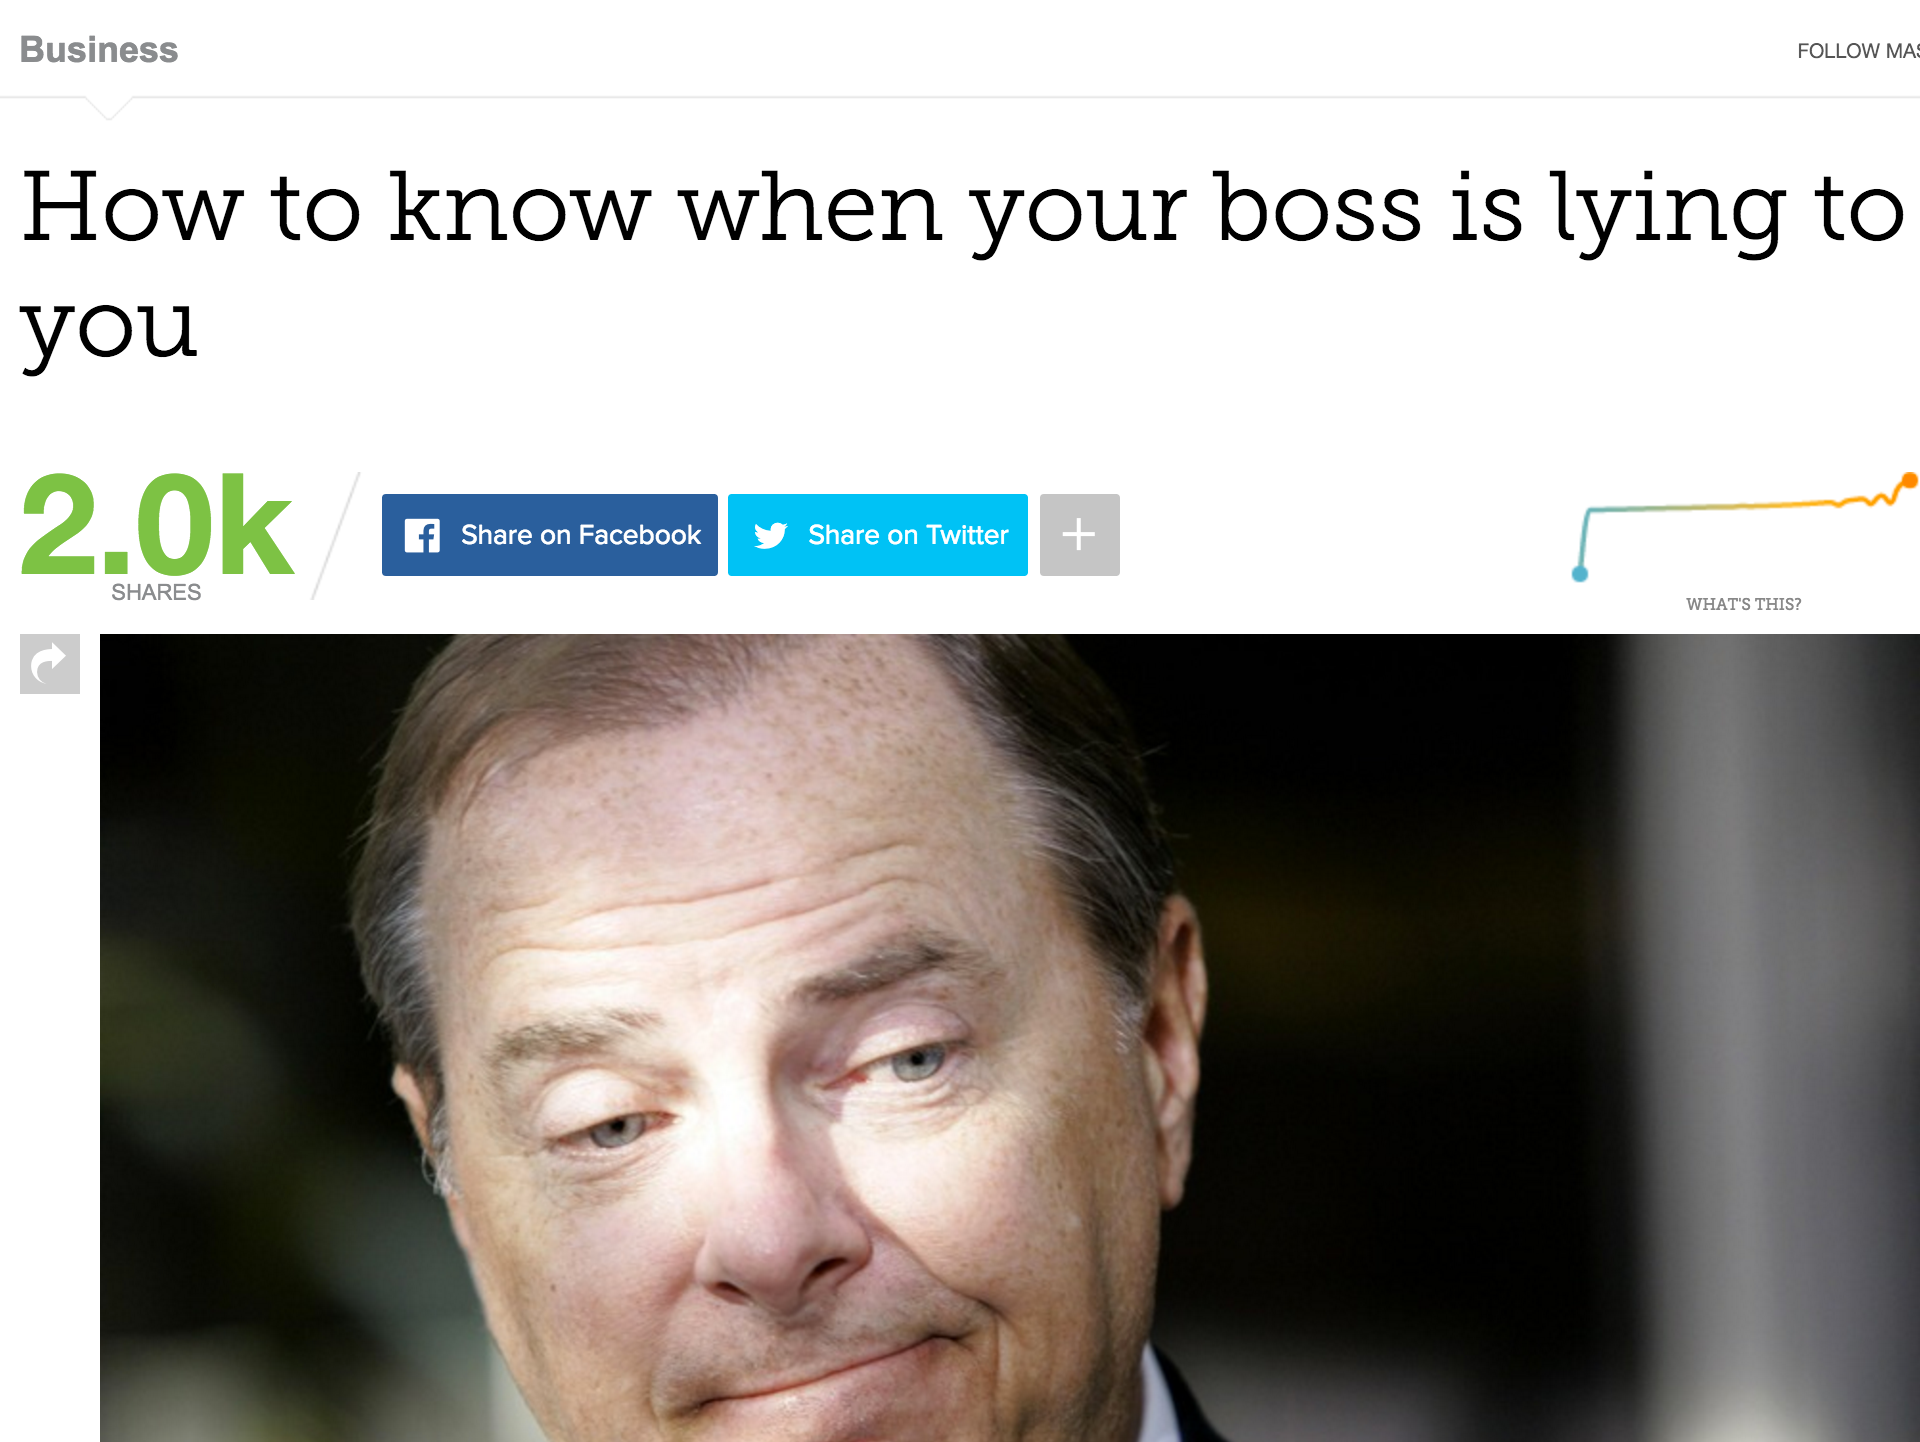 Business
FOLLOW MAS
How to know when your boss is lying to
you
2.0k
SHARES
Share on Facebook
Share on Twitter
+
WHAT'S THIS?